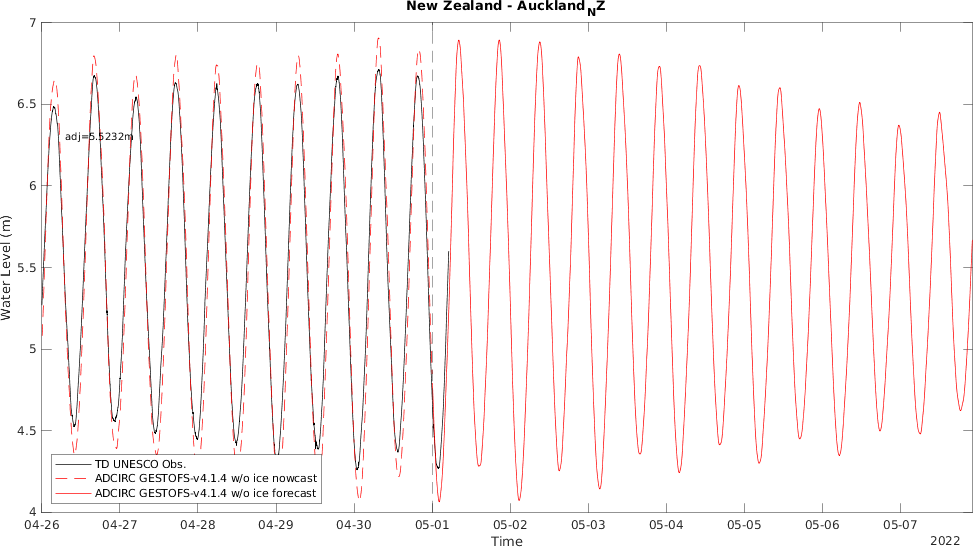 New Zealand - Auckland_NZ
7
6.5
6
5.5
5
4.5
4
Water Level (m)
adj=5.5232m
TD UNESCO Obs.
ADCIRC GESTOFS-v4.1.4 w/o ice nowcast
ADCIRC GESTOFS-v4.1.4 w/o ice forecast
04-26 04-27 04-28 04-29 04-30 05-01 05-02 05-03 05-04 05-05 05-06 05-07
Time
2022